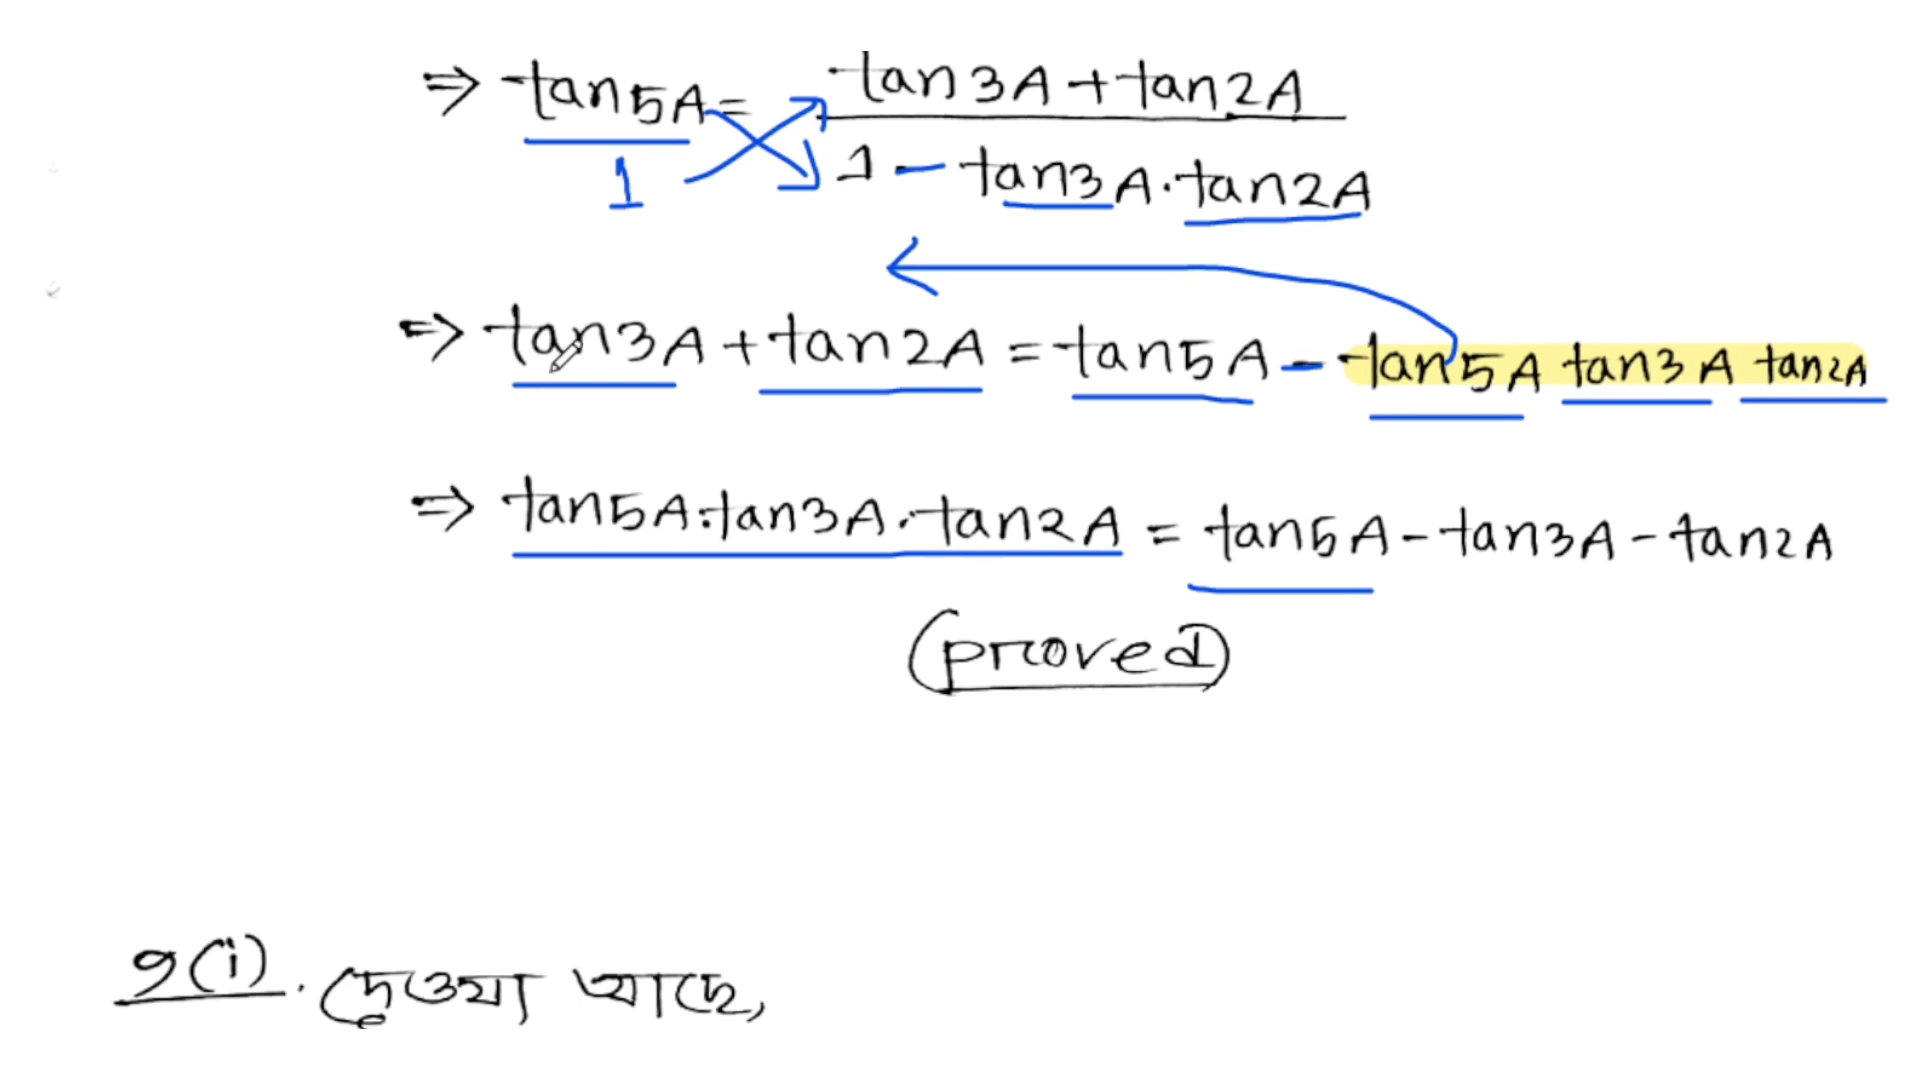 ⇒ tan5A = (tan3A + tan2A) / (1 - tan3A·tan2A)
1
⇒ tan3A + tan2A = tan5A - tan5A tan3A tan2A
⇒ tan5A·tan3A·tan2A = tan5A - tan3A - tan2A
(proved)
9(i). দেওয়া আছে,